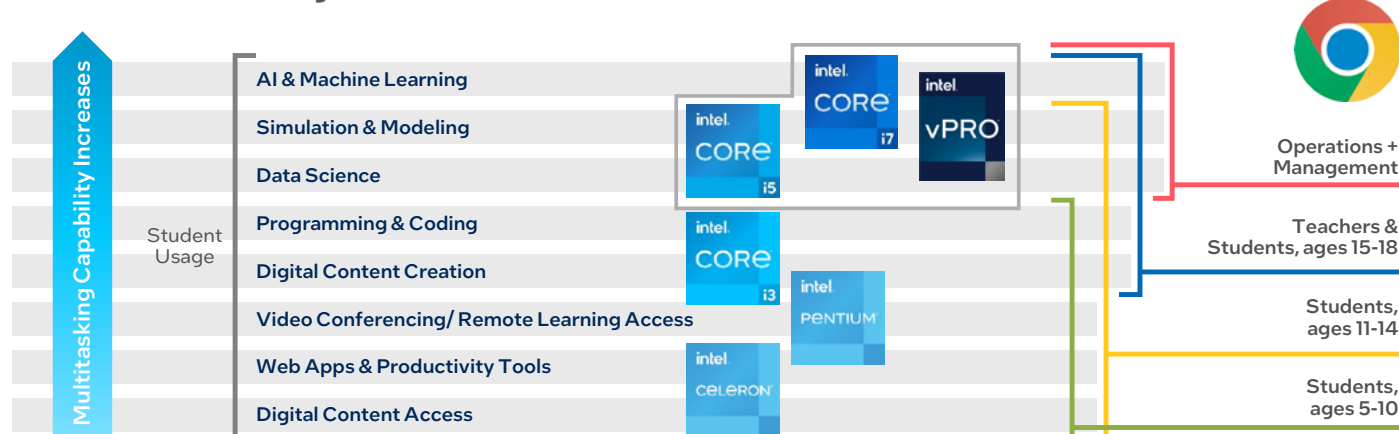 Multitasking Capability Increases
Student
Usage
AI & Machine Learning
Simulation & Modeling
Data Science
Programming & Coding
Digital Content Creation
Video Conferencing/ Remote Learning Access
Web Apps & Productivity Tools
Digital Content Access
intel.
CORE
i7
intel.
vPRO
intel.
CORE
i5
intel.
CORE
i3
intel.
PENTIUM
intel.
CELERON
Operations +
Management
Teachers &
Students, ages 15-18
Students,
ages 11-14
Students,
ages 5-10